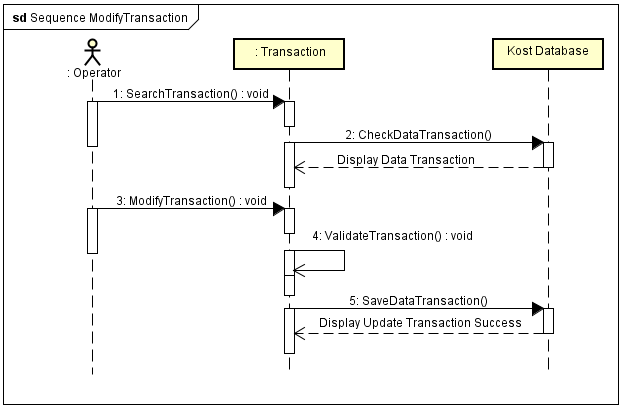 sd Sequence ModifyTransaction
: Operator
: Transaction
Kost Database
1: SearchTransaction() : void
2: CheckDataTransaction()
Display Data Transaction
3: ModifyTransaction() : void
4: ValidateTransaction() : void
5: SaveDataTransaction()
Display Update Transaction Success